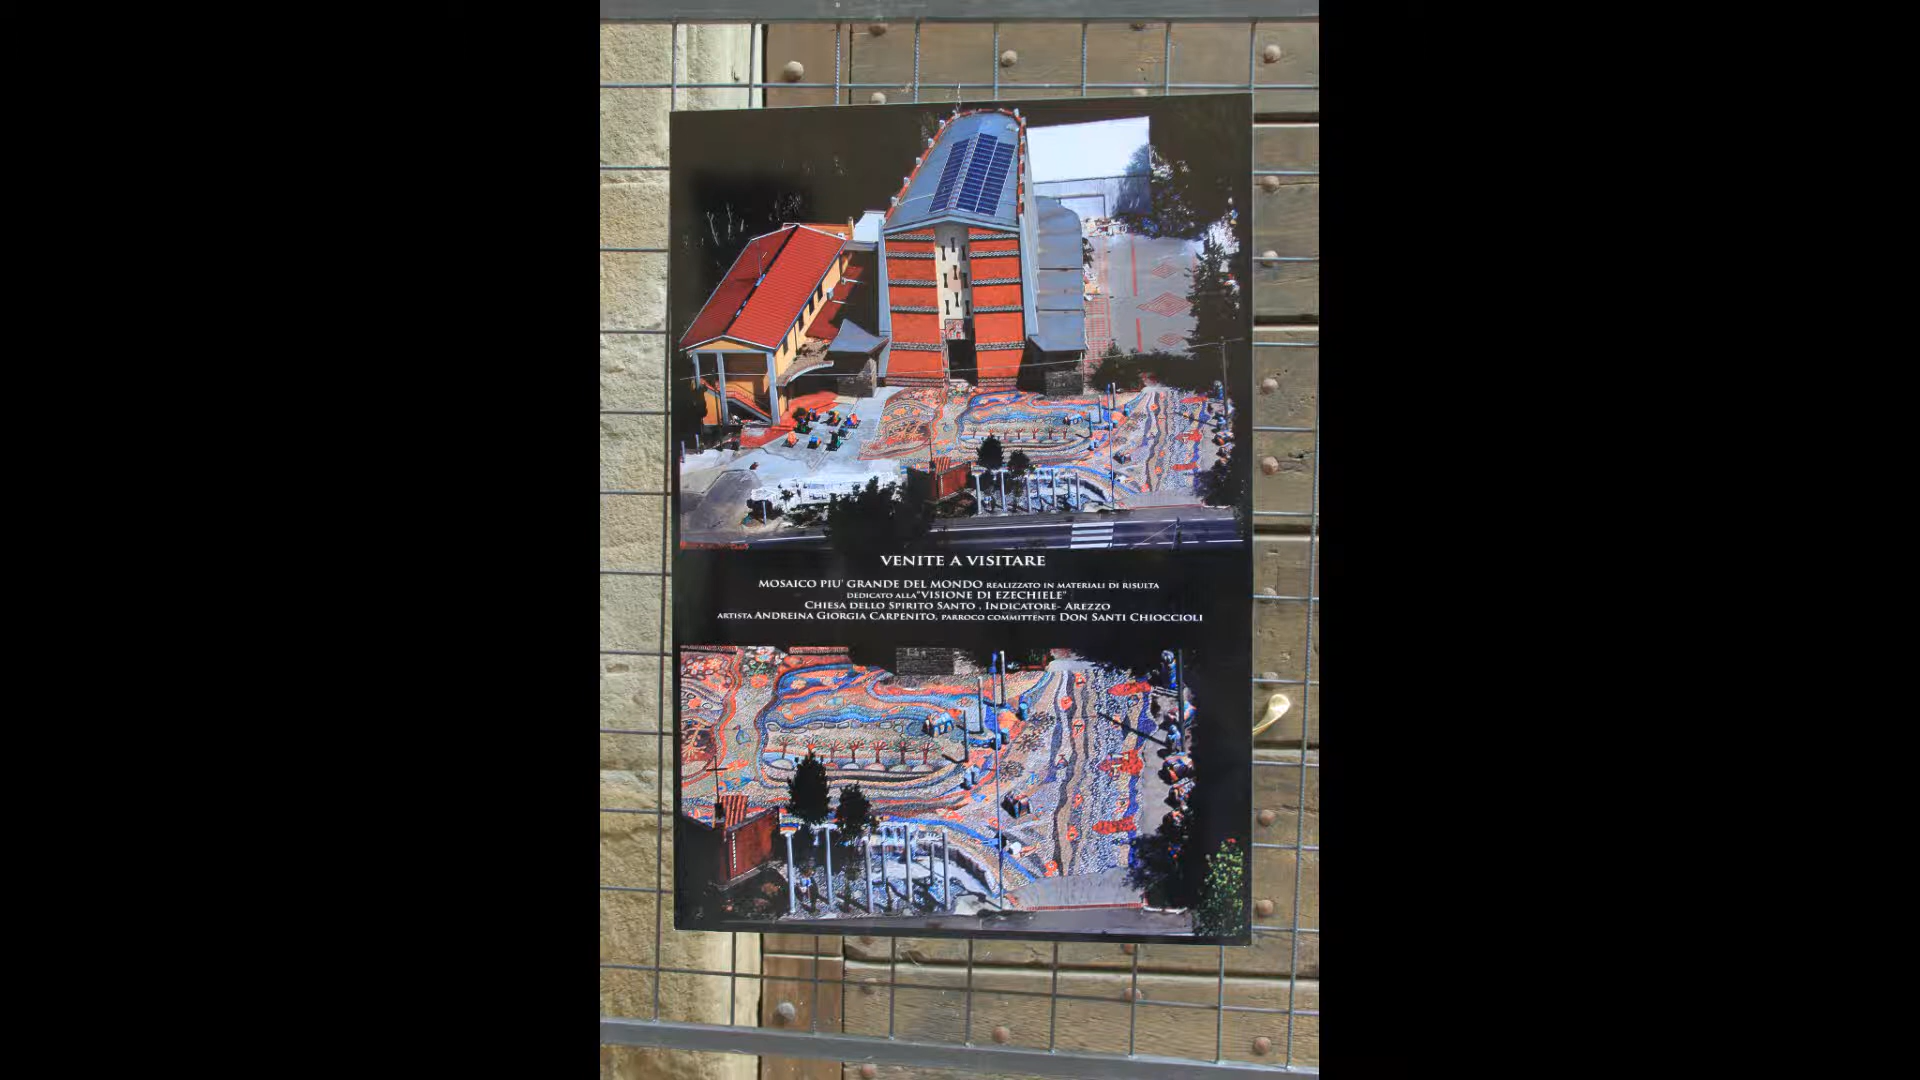 VENITE A VISITARE
MOSAICO PIU' GRANDE DEL MONDO REALIZZATO IN MATERIALI DI RISULTA
DEDICATO ALLA "VISIONE DI EZECHIELE"
CHIESA DELLO SPIRITO SANTO , INDICATORE- AREZZO
ARTISTA ANDREINA GIORGIA CARPENITO, PARROCO COMMITTENTE DON SANTI CHIOCCIOLI